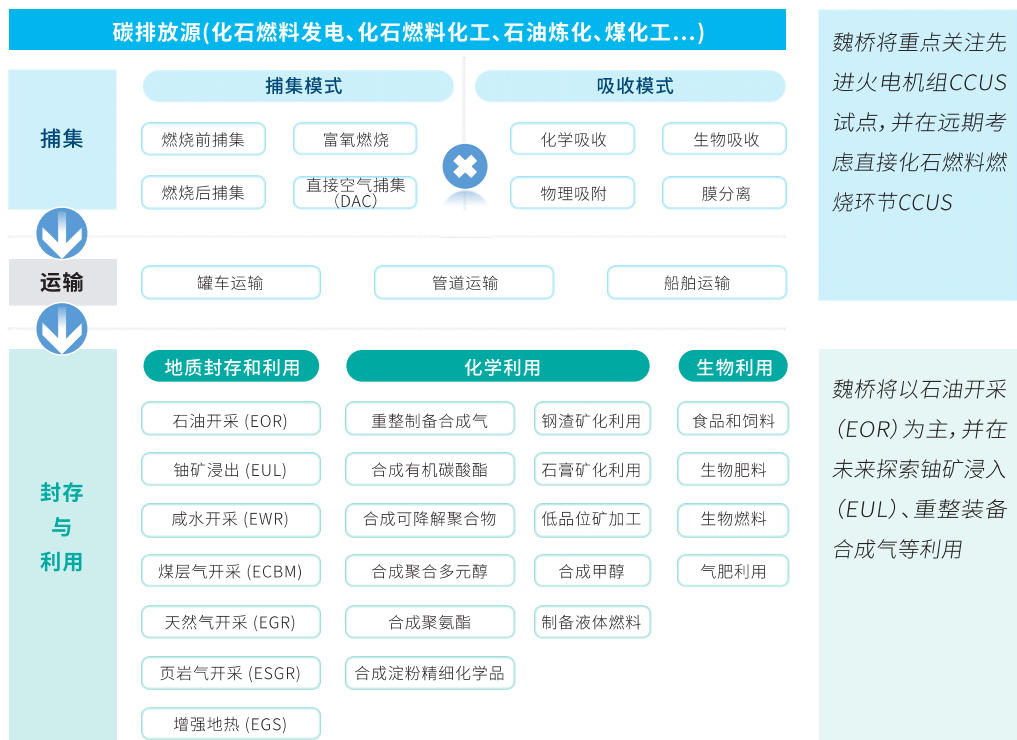 碳排放源(化石燃料发电、化石燃料化工、石油炼化、煤化工…)
捕集
捕集模式
吸收模式
燃烧前捕集
富氧燃烧
化学吸收
生物吸收
燃烧后捕集
直接空气捕集
（DAC）
物理吸附
膜分离
魏桥将重点关注先
进火电机组CCUS
试点，并在远期考
虑直接化石燃料燃
烧环节CCUS
运输
罐车运输
管道运输
船舶运输
封存
与
利用
地质封存和利用
化学利用
生物利用
石油开采 (EOR)
重整制备合成气
钢渣矿化利用
食品和饲料
铀矿浸出 (EUL)
合成有机碳酸酯
石膏矿化利用
生物肥料
咸水开采 (EWR)
合成可降解聚合物
低品位矿加工
生物燃料
煤层气开采 (ECBM)
合成聚合多元醇
合成甲醇
气肥利用
天然气开采 (EGR)
合成聚氨酯
制备液体燃料
页岩气开采 (ESGR)
合成淀粉精细化学品
增强地热 (EGS)
魏桥将以石油开采
（EOR）为主，并在
未来探索铀矿浸入
（EUL）、重整装备
合成气等利用